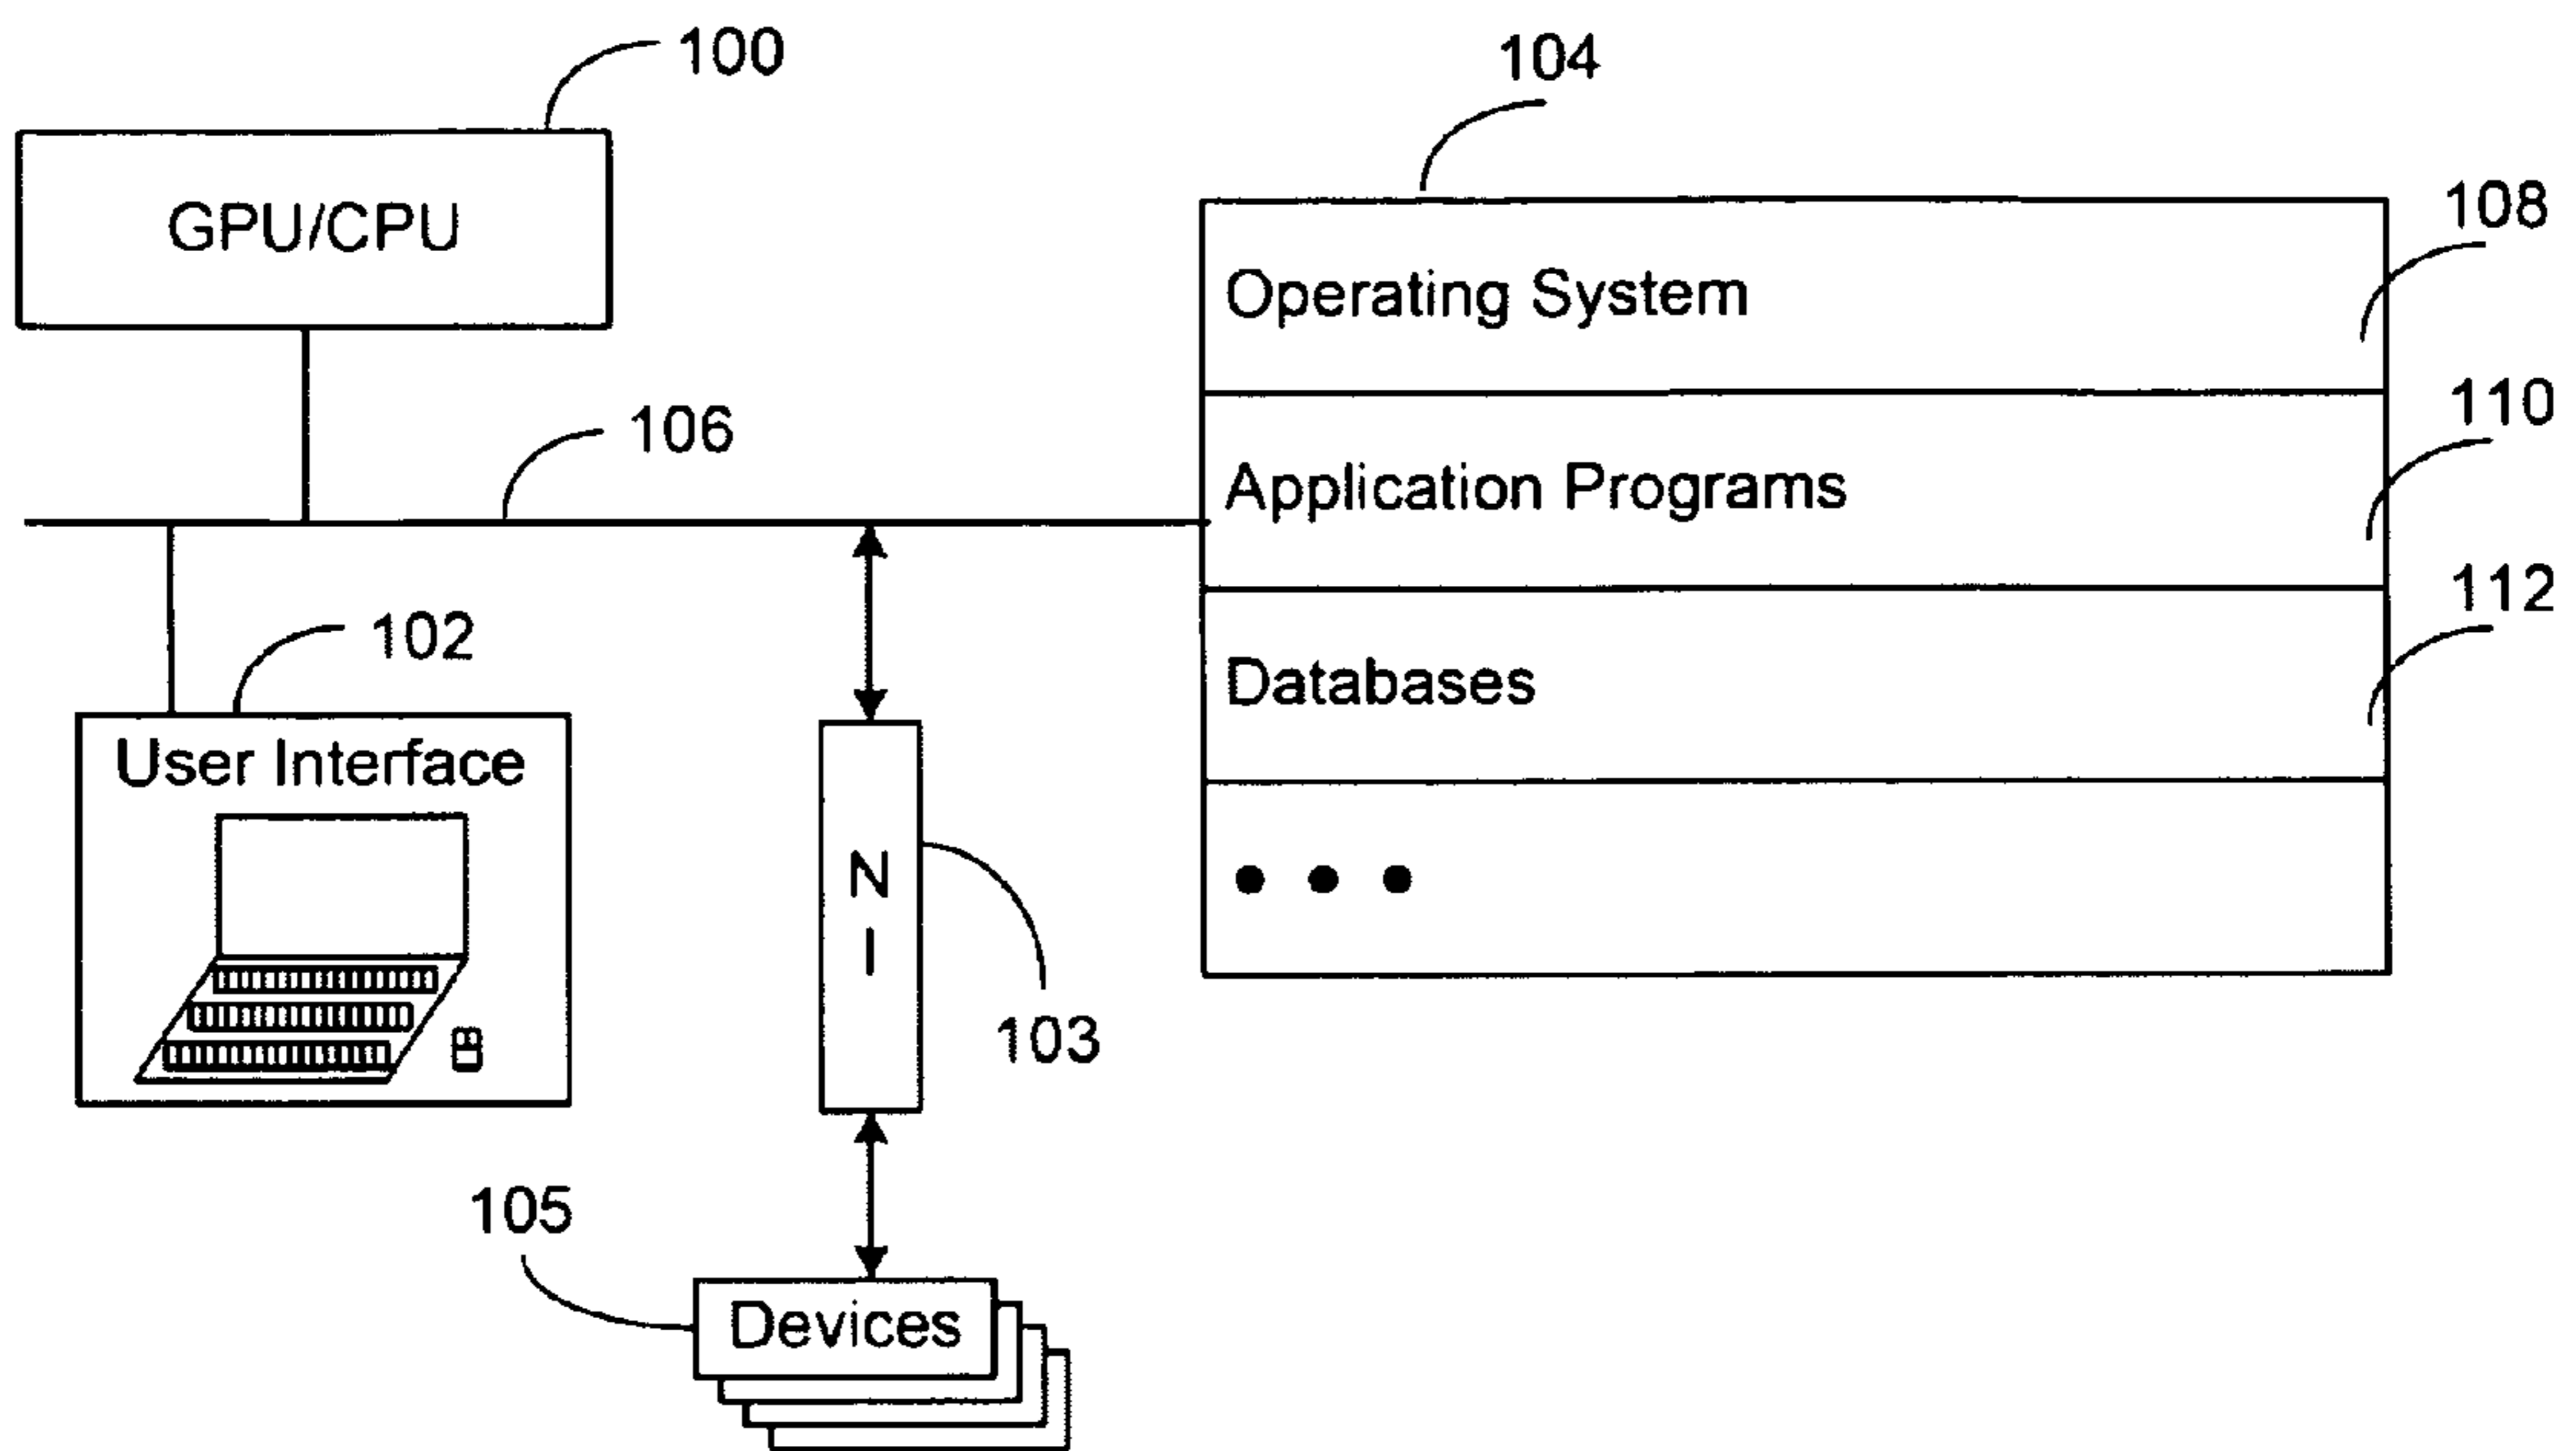 100
104
GPU/CPU
108
Operating System
106
110
Application Programs
102
112
Databases
User Interface
N
I
103
105
Devices